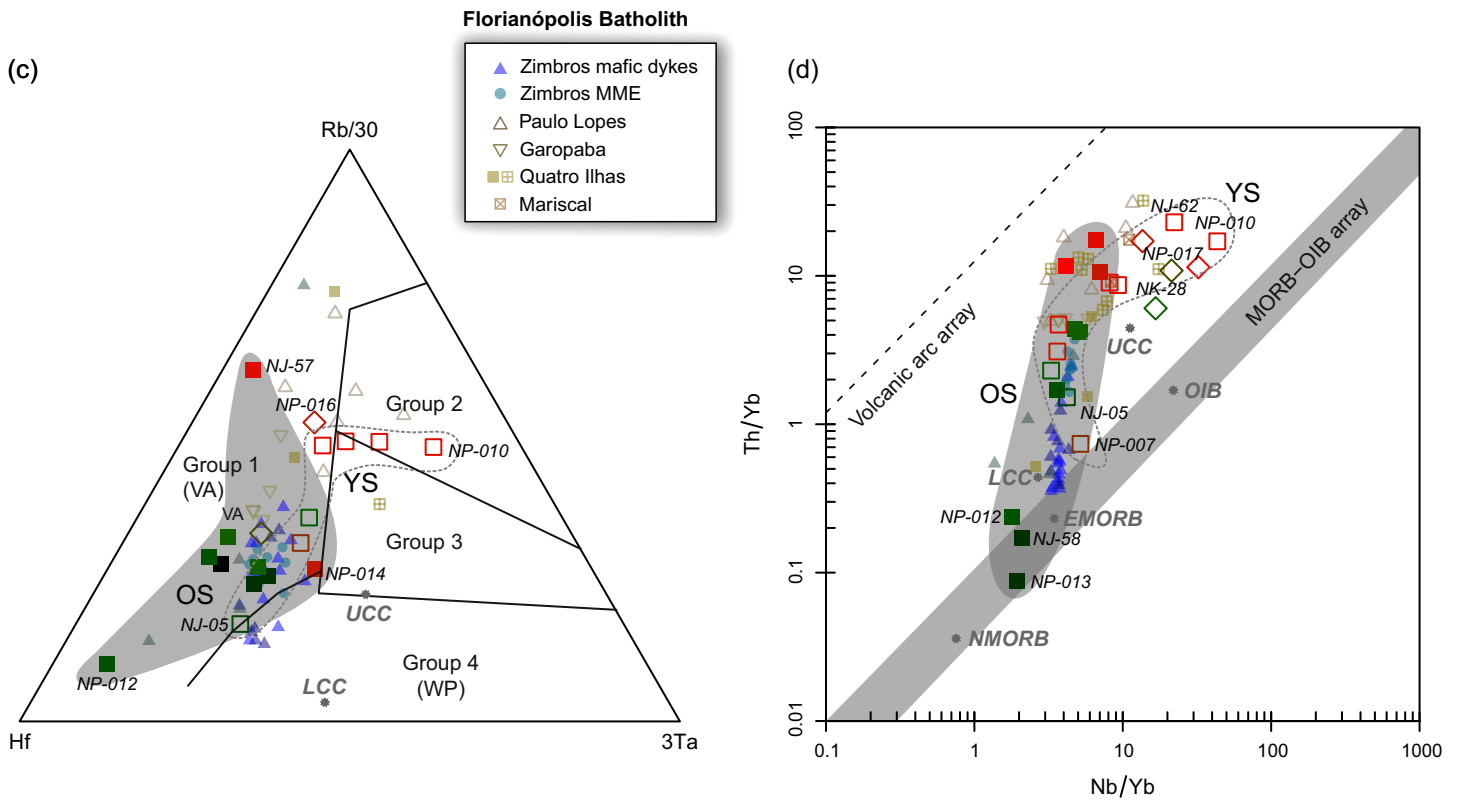 Florianópolis Batholith
Zimbros mafic dykes
Zimbros MME
Paulo Lopes
Garopaba
Quatro Ilhas
Mariscal
(c)
Rb/30
NJ-57
NP-016
Group 2
NP-010
Group 1
(VA)
YS
VA
Group 3
NP-014
OS
UCC
NJ-05
Group 4
(WP)
NP-012
LCC
Hf
3Ta
(d)
100
10
1
0.1
0.01
Th/Yb
YS
NJ-62
NP-010
NP-017
NK-28
MORB−OIB array
Volcanic arc array
UCC
OIB
OS
NJ-05
NP-007
LCC
NP-012
EMORB
NJ-58
NP-013
NMORB
0.1
1
10
100
1000
Nb/Yb